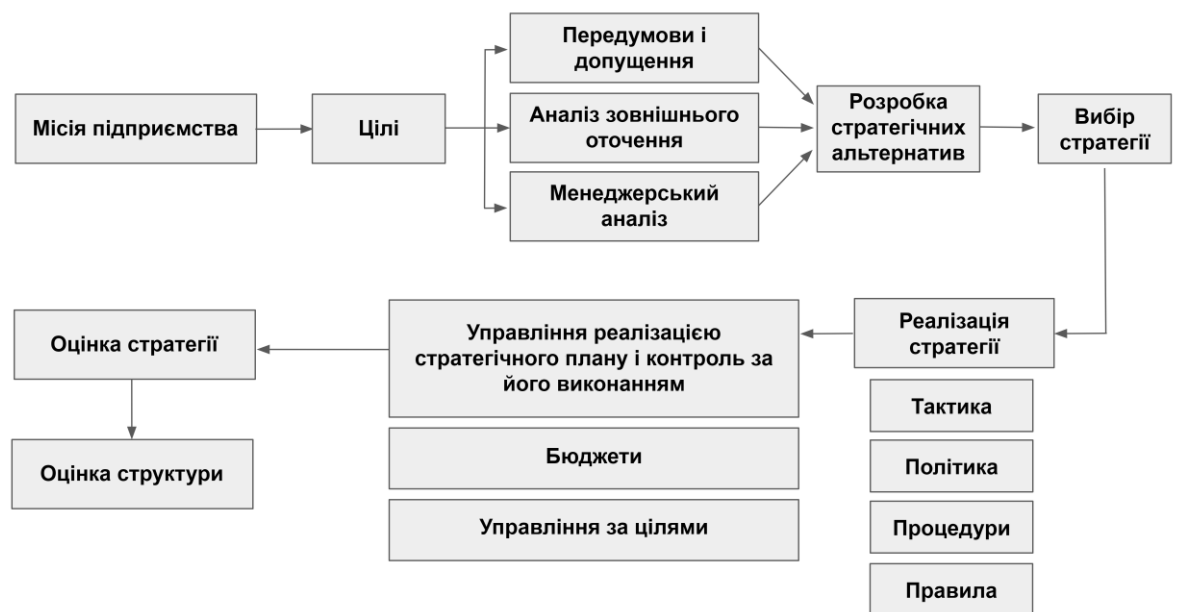 Місія підприємства
Цілі
Передумови і
допущення
Аналіз зовнішнього
оточення
Менеджерський
аналіз
Розробка
стратегічних
альтернатив
Вибір
стратегії
Реалізація
стратегії
Тактика
Політика
Процедури
Правила
Управління реалізацією
стратегічного плану і контроль за
його виконанням
Бюджети
Управління за цілями
Оцінка стратегії
Оцінка структури